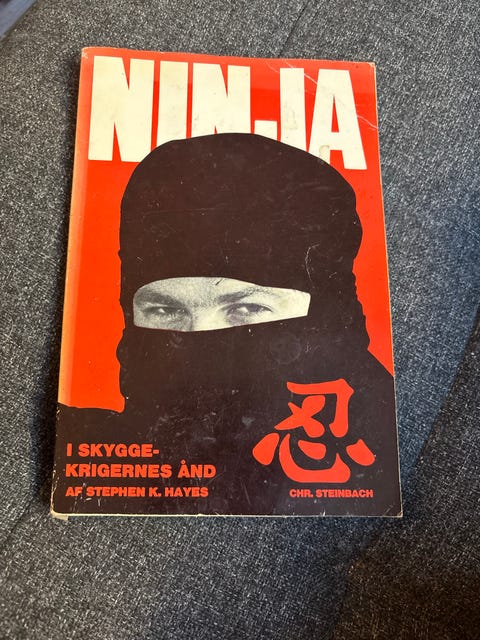 NINJA
忍
I SKYGGE-
KRIGERNES ÅND
AF STEPHEN K. HAYES
CHR. STEINBACH